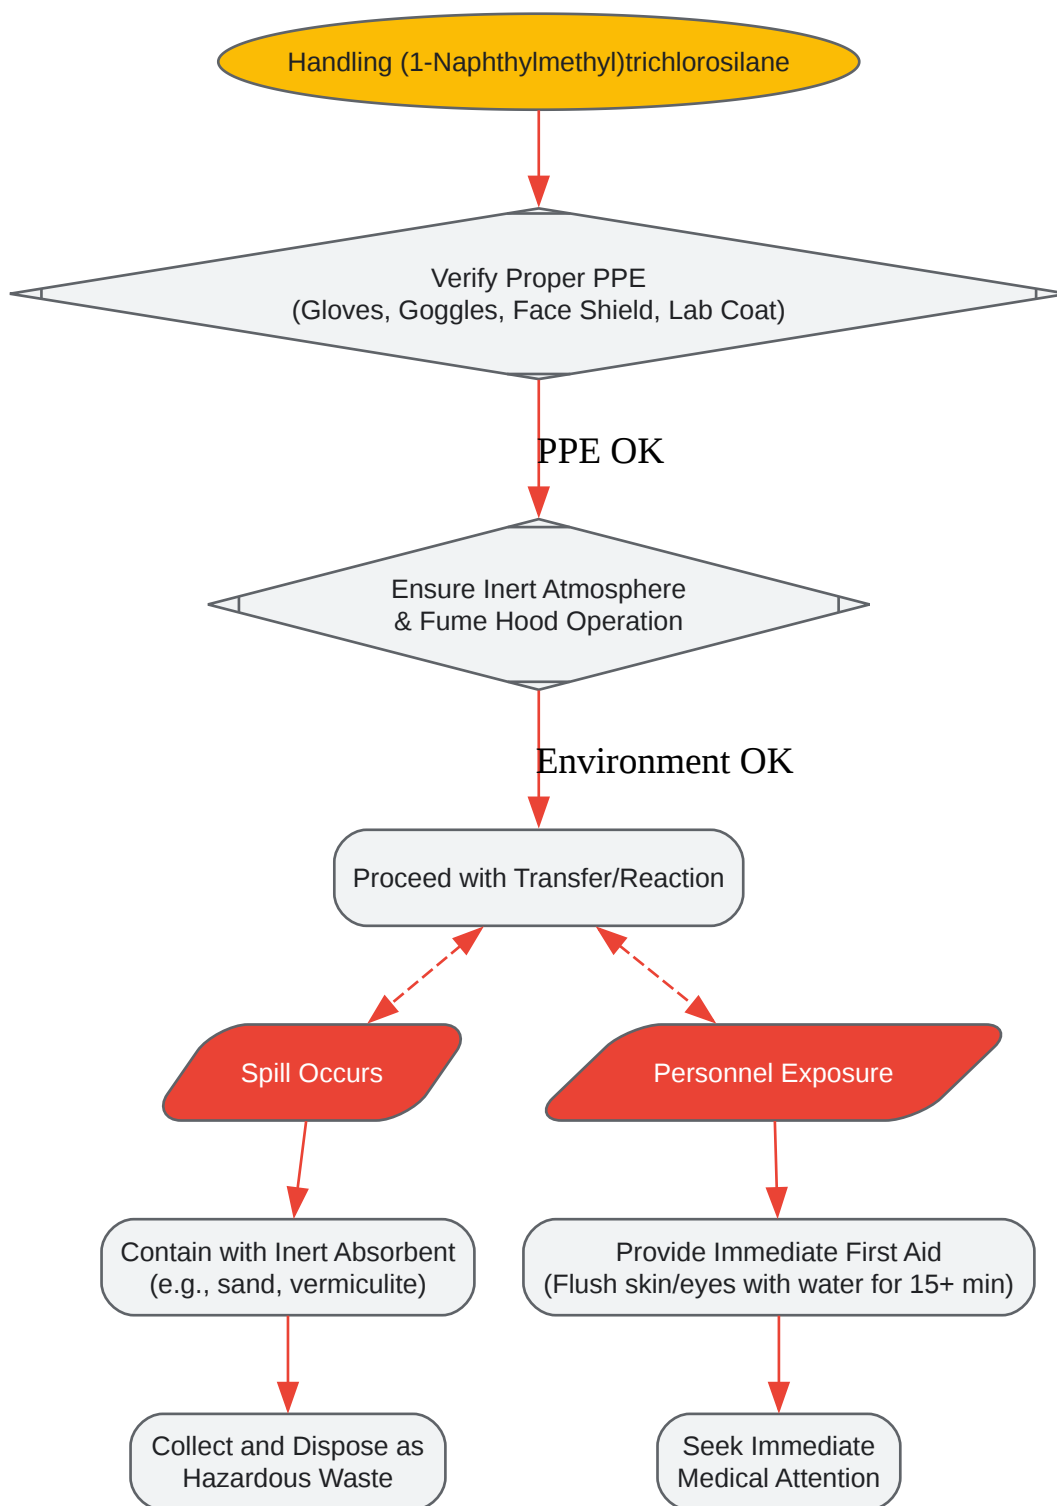 Handling (1-Naphthylmethyl)trichlorosilane
Verify Proper PPE
(Gloves, Goggles, Face Shield, Lab Coat)
PPE OK
Ensure Inert Atmosphere
& Fume Hood Operation
Environment OK
Proceed with Transfer/Reaction
Spill Occurs
Personnel Exposure
Contain with Inert Absorbent
(e.g., sand, vermiculite)
Provide Immediate First Aid
(Flush skin/eyes with water for 15+ min)
Collect and Dispose as
Hazardous Waste
Seek Immediate
Medical Attention